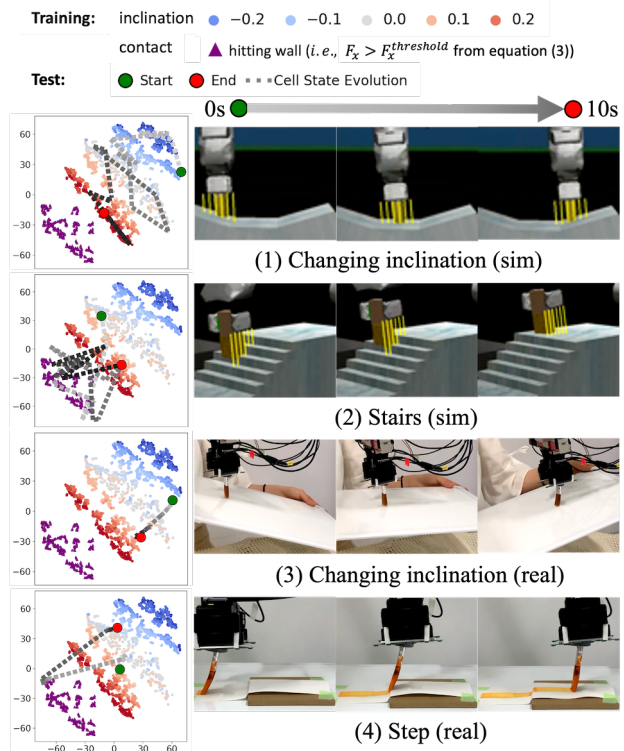 Training: inclination −0.2 −0.1 0.0 0.1 0.2
contact hitting wall (i.e., F_x > F_x^threshold from equation (3))
Test: Start End Cell State Evolution
0s 10s
60
30
0
−30
−60
(1) Changing inclination (sim)
60
30
0
−30
−60
(2) Stairs (sim)
60
30
0
−30
−60
(3) Changing inclination (real)
60
30
0
−30
−60
−60 −30 0 30 60
(4) Step (real)